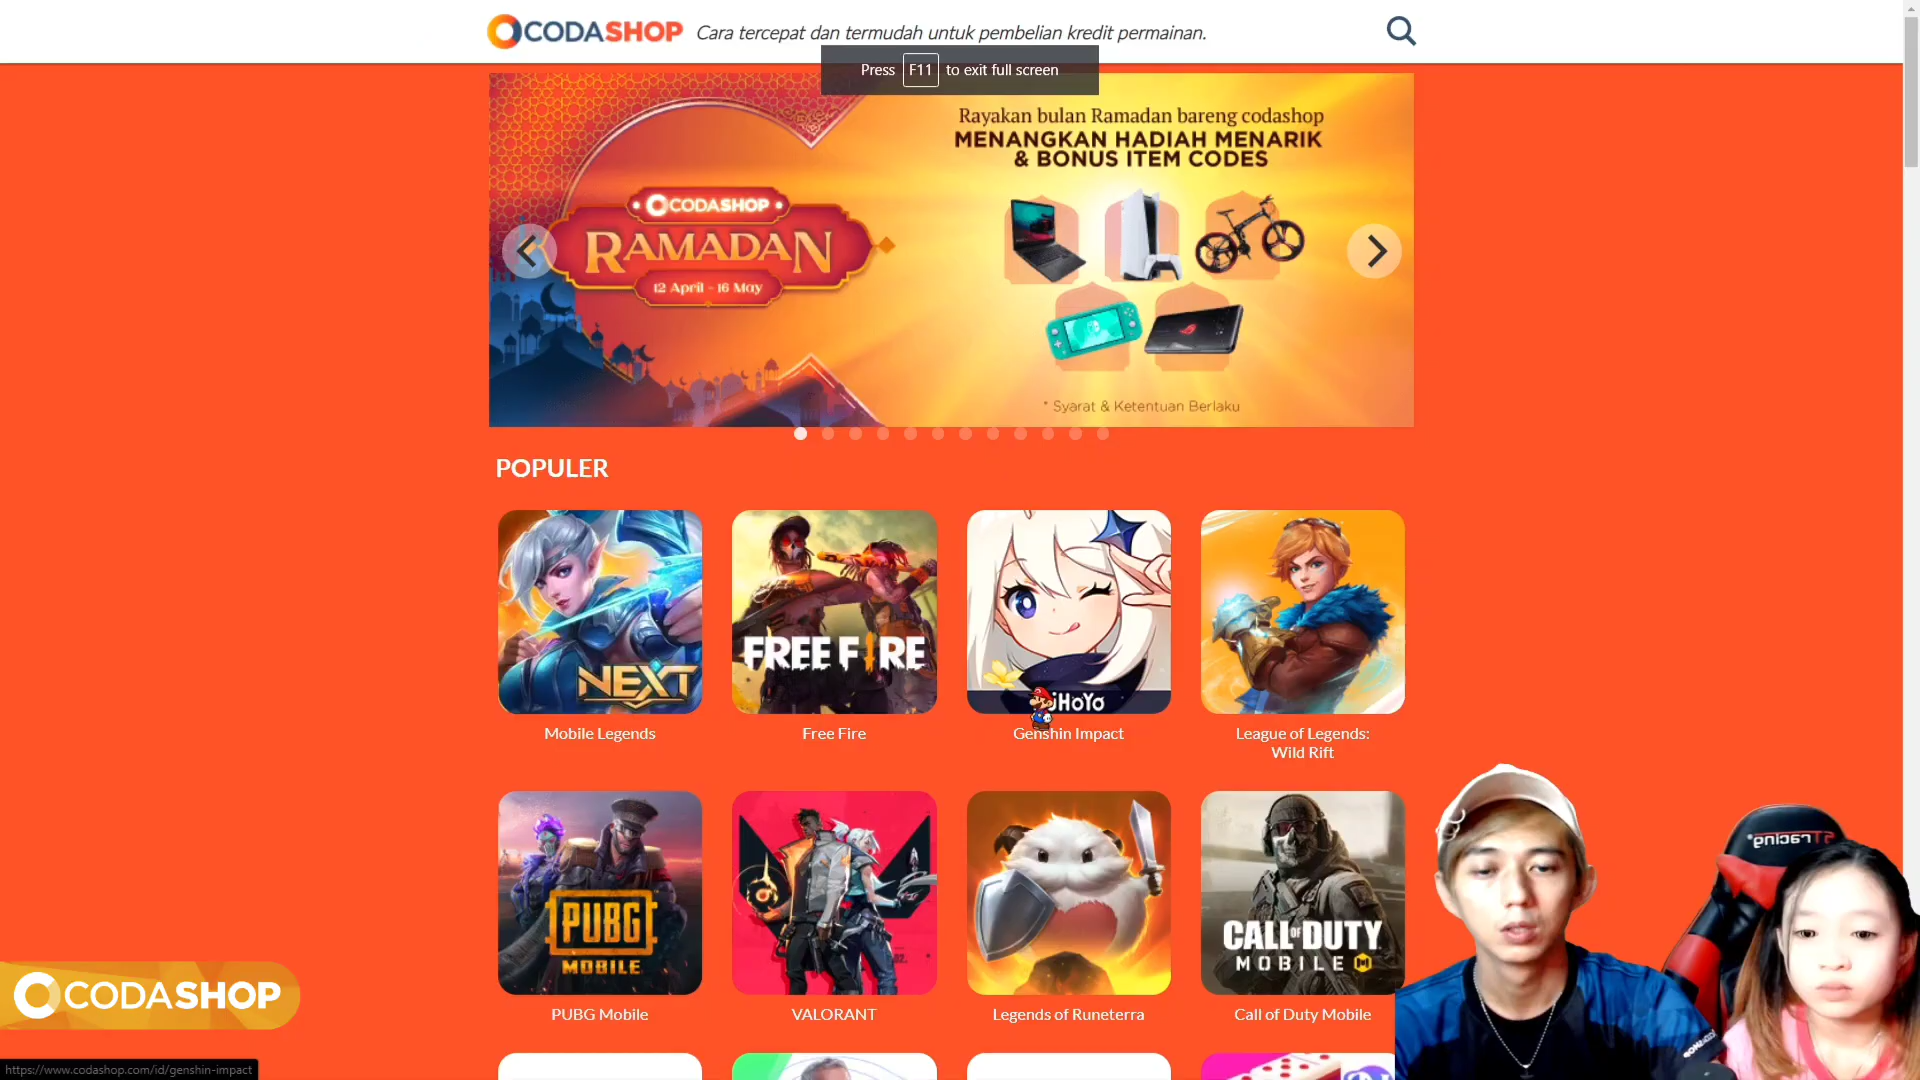 CODASHOP Cara tercepat dan termudah untuk pembelian kredit permainan.
Press F11 to exit full screen
Rayakan bulan Ramadan bareng codashop
MENANGKAN HADIAH MENARIK
& BONUS ITEM CODES
CODASHOP
RAMADAN
12 April - 16 May
* Syarat & Ketentuan Berlaku
POPULER
NEXT
FREE FIRE
HOYO
Mobile Legends
Free Fire
Genshin Impact
League of Legends:
Wild Rift
PUBG
MOBILE
CALL OF DUTY
MOBILE
PUBG Mobile
VALORANT
Legends of Runeterra
Call of Duty Mobile
CODASHOP
https://www.codashop.com/id/genshin-impact